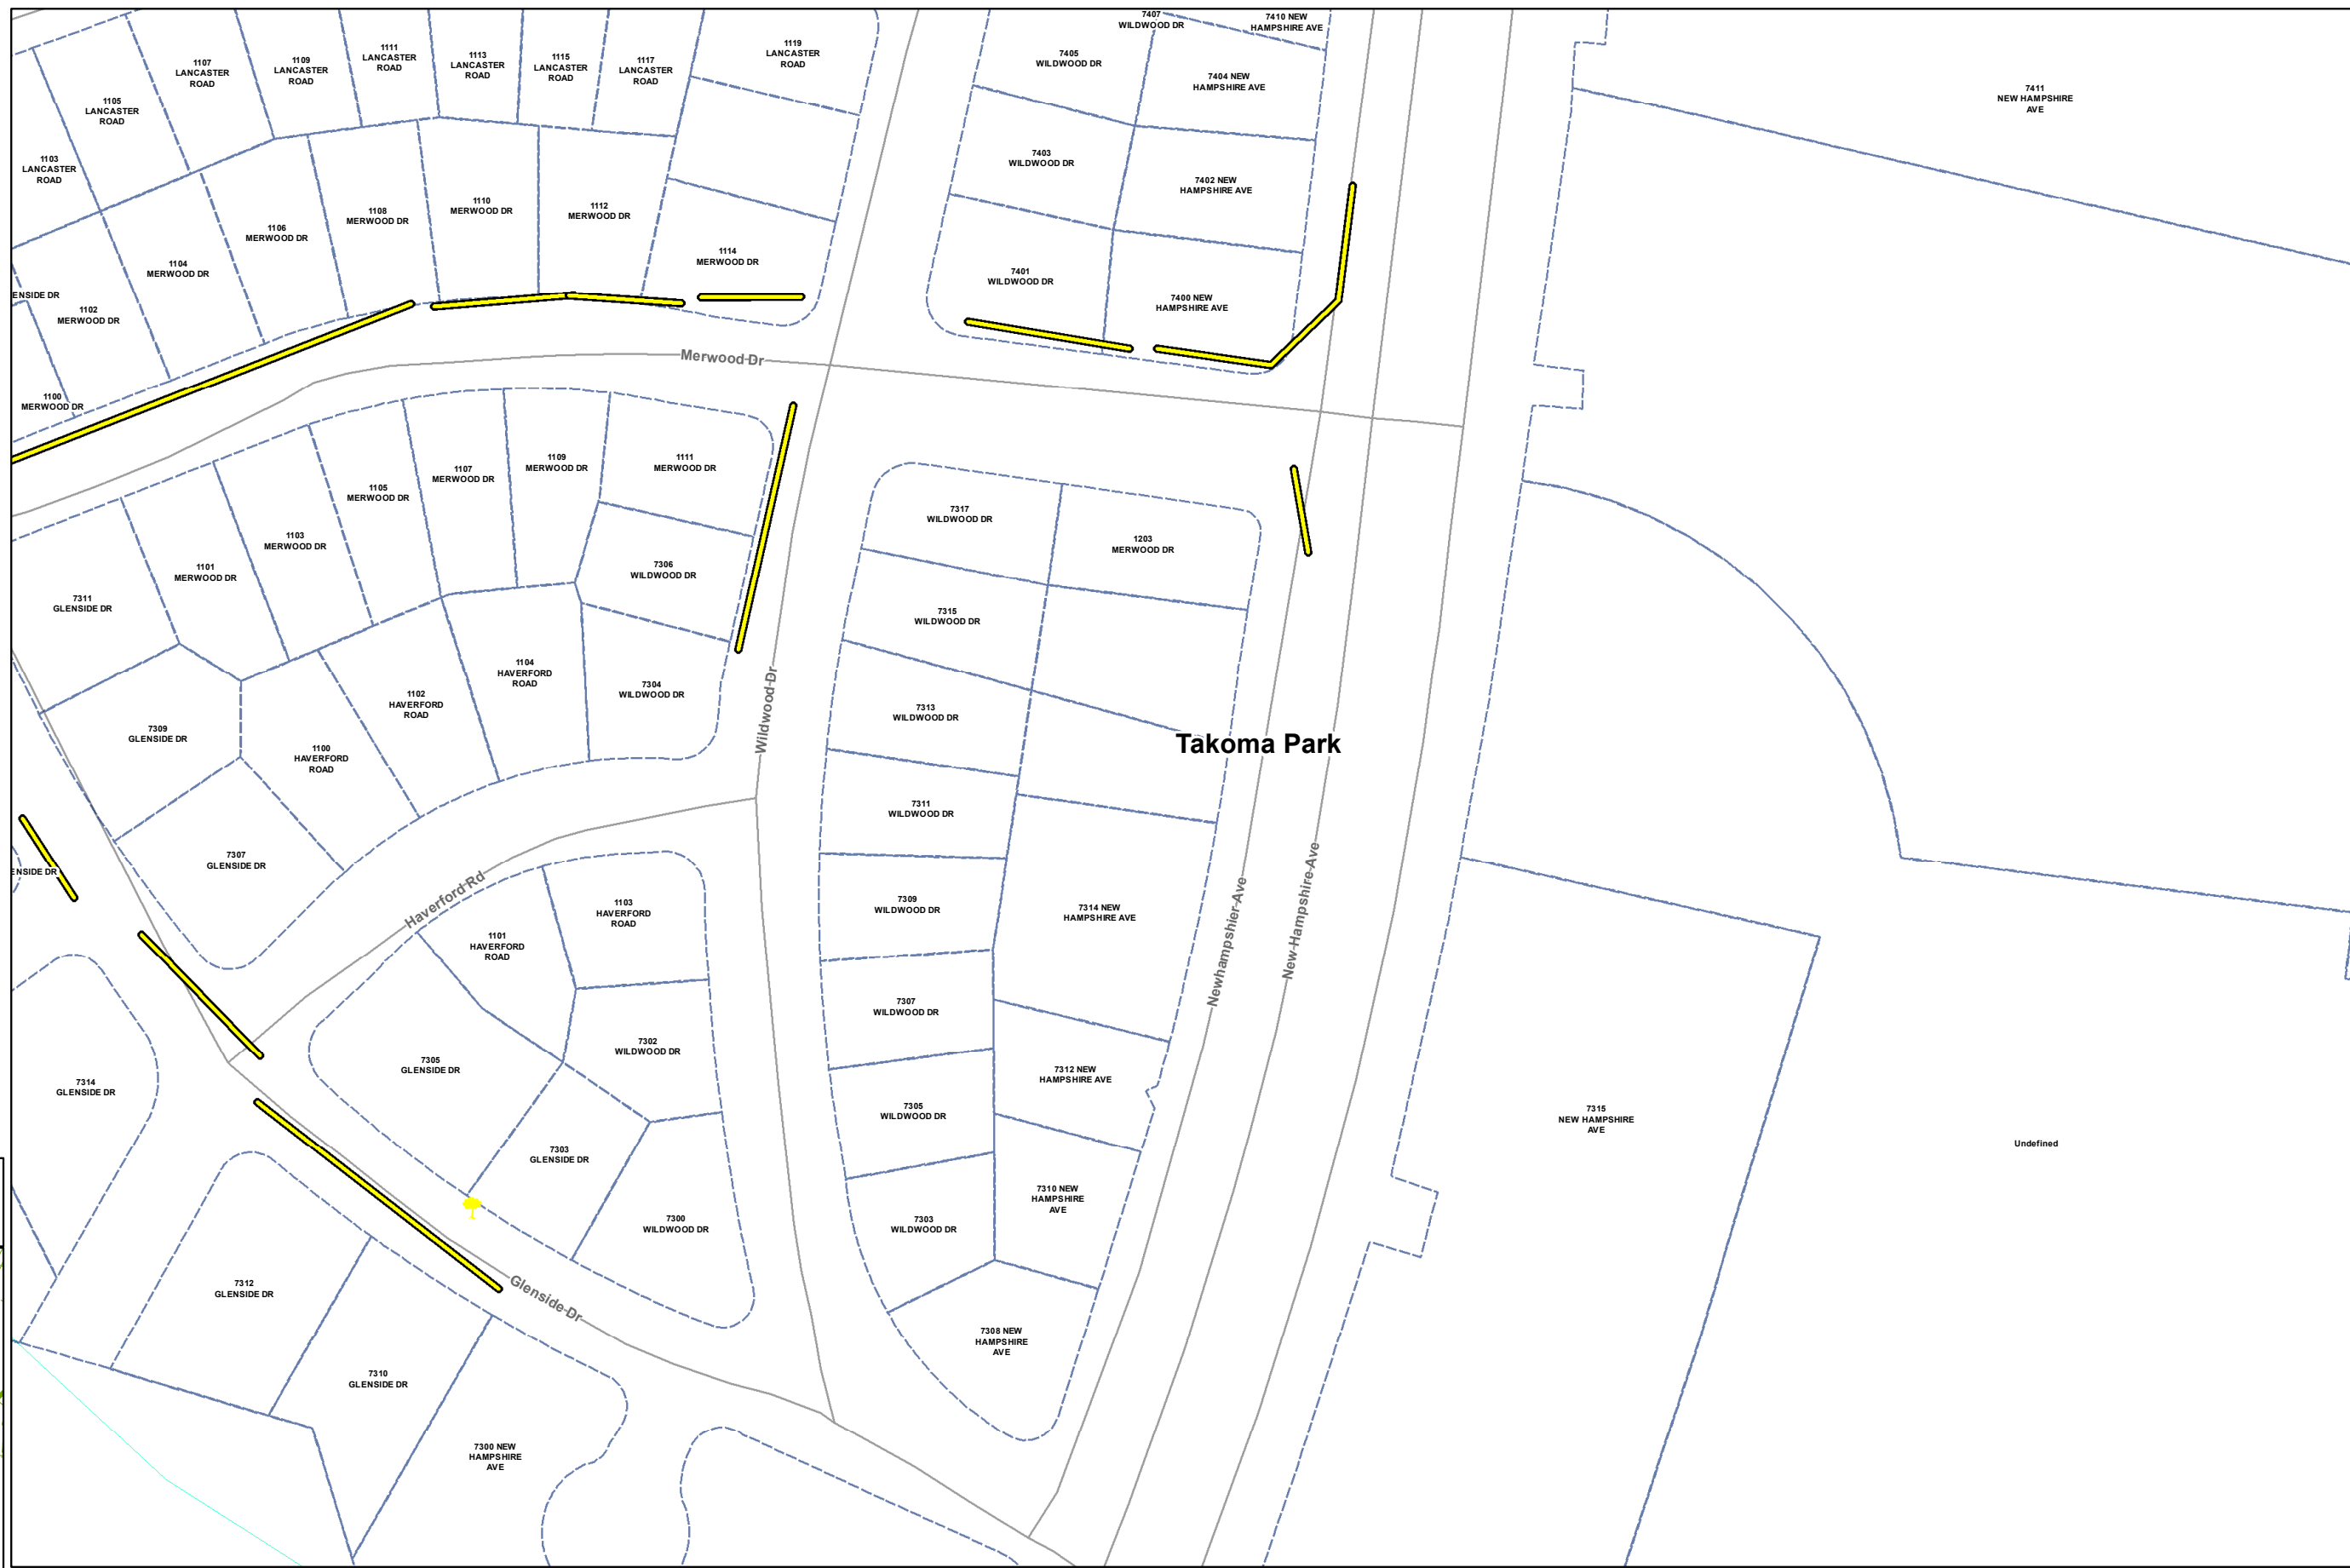 7407
WILDWOOD DR
7410 NEW
HAMPSHIRE AVE
1119
LANCASTER
ROAD
1111
LANCASTER
ROAD
1113
LANCASTER
ROAD
1115
LANCASTER
ROAD
1117
LANCASTER
ROAD
1107
LANCASTER
ROAD
1109
LANCASTER
ROAD
1105
LANCASTER
ROAD
1103
LANCASTER
ROAD
7405
WILDWOOD DR
7404 NEW
HAMPSHIRE AVE
7411
NEW HAMPSHIRE
AVE
7403
WILDWOOD DR
7402 NEW
HAMPSHIRE AVE
1112
MERWOOD DR
1110
MERWOOD DR
1108
MERWOOD DR
1106
MERWOOD DR
1104
MERWOOD DR
1114
MERWOOD DR
7401
WILDWOOD DR
7400 NEW
HAMPSHIRE AVE
ENSIDE DR
1102
MERWOOD DR
Merwood Dr
1100
MERWOOD DR
1111
MERWOOD DR
1109
MERWOOD DR
1107
MERWOOD DR
1105
MERWOOD DR
1103
MERWOOD DR
1101
MERWOOD DR
7317
WILDWOOD DR
1203
MERWOOD DR
7306
WILDWOOD DR
7311
GLENSIDE DR
7315
WILDWOOD DR
1104
HAVERFORD
ROAD
1102
HAVERFORD
ROAD
7304
WILDWOOD DR
Wildwood Dr
7313
WILDWOOD DR
7309
GLENSIDE DR
1100
HAVERFORD
ROAD
Takoma Park
7311
WILDWOOD DR
7307
GLENSIDE DR
ENSIDE DR
Haverford Rd
1103
HAVERFORD
ROAD
7309
WILDWOOD DR
7314 NEW
HAMPSHIRE AVE
Newhampshier Ave
New Hampshire Ave
1101
HAVERFORD
ROAD
7307
WILDWOOD DR
7302
WILDWOOD DR
7305
GLENSIDE DR
7314
GLENSIDE DR
7312 NEW
HAMPSHIRE AVE
7305
WILDWOOD DR
7315
NEW HAMPSHIRE
AVE
Undefined
7303
GLENSIDE DR
7310 NEW
HAMPSHIRE
AVE
7300
WILDWOOD DR
7303
WILDWOOD DR
7312
GLENSIDE DR
Glenside Dr
7308 NEW
HAMPSHIRE
AVE
7310
GLENSIDE DR
7300 NEW
HAMPSHIRE
AVE